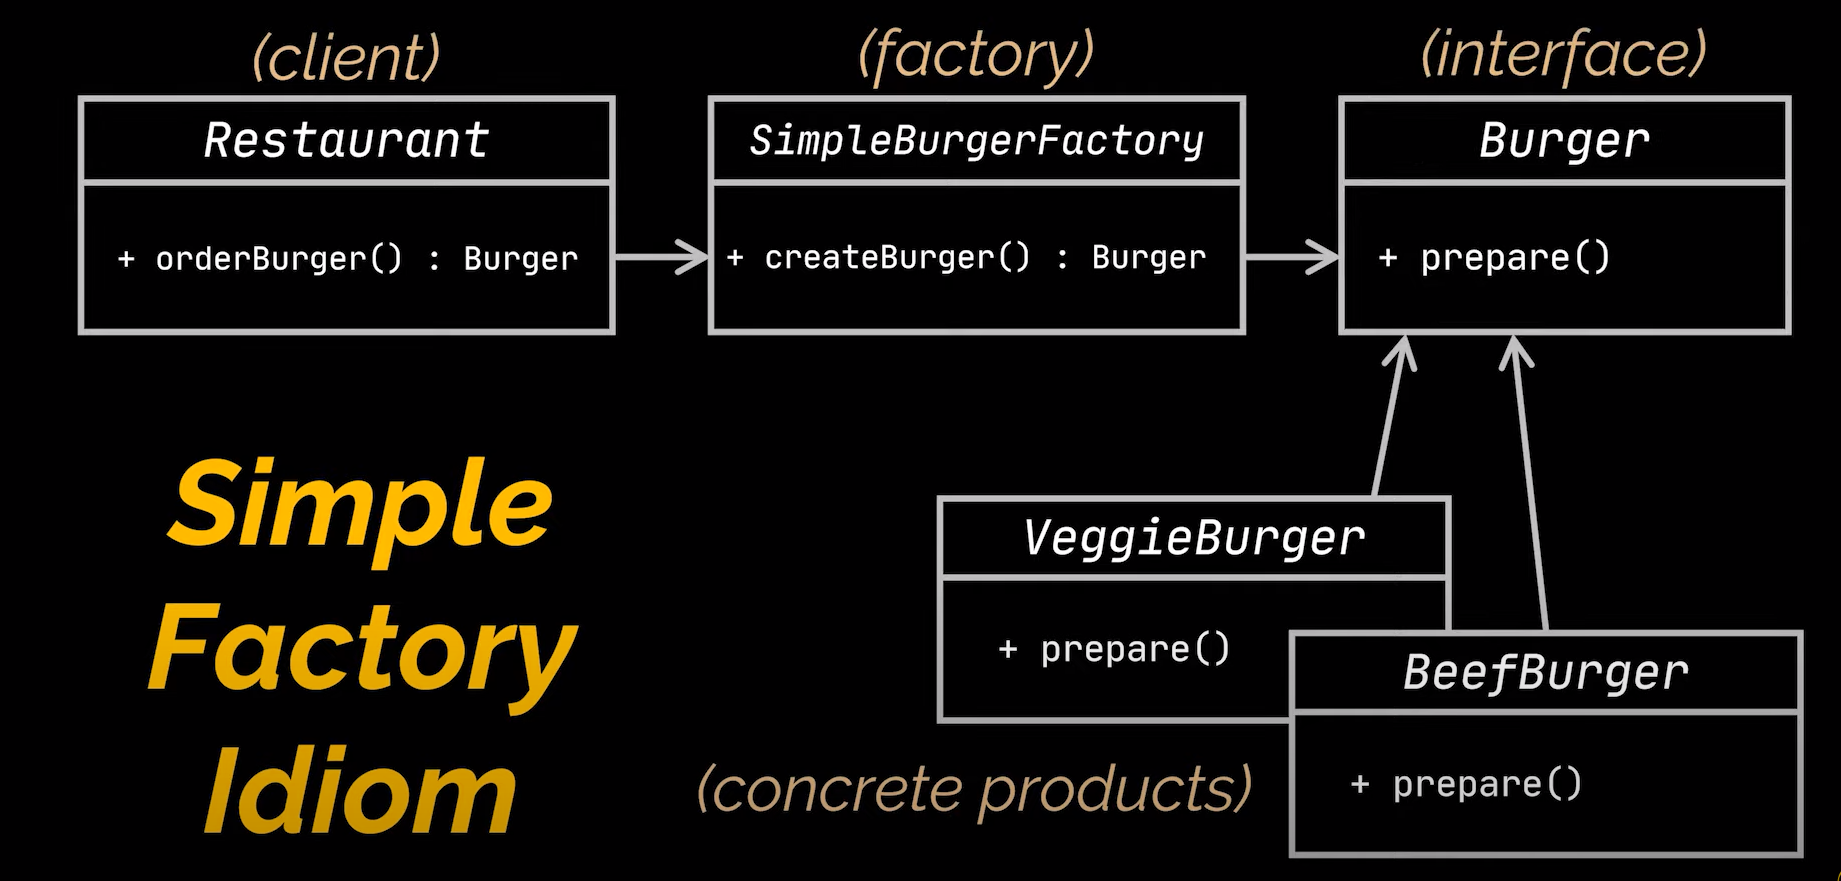 (client)
(factory)
(interface)
Restaurant
SimpleBurgerFactory
Burger
+ orderBurger() : Burger
+ createBurger() : Burger
+ prepare()
Simple
Factory
Idiom
VeggieBurger
+ prepare()
BeefBurger
+ prepare()
(concrete products)